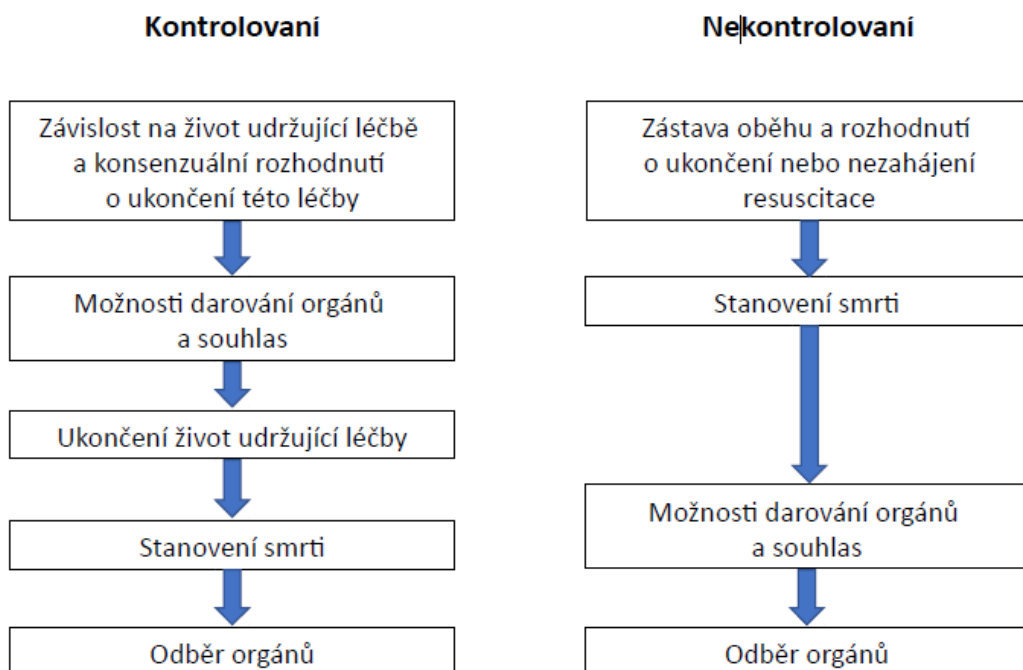 Kontrolovaní
Závislost na život udržující léčbě
a konsenzuální rozhodnutí
o ukončení této léčby
Možnosti darování orgánů
a souhlas
Ukončení život udržující léčby
Stanovení smrti
Odběr orgánů
Nekontrolovaní
Zástava oběhu a rozhodnutí
o ukončení nebo nezahájení
resuscitace
Stanovení smrti
Možnosti darování orgánů
a souhlas
Odběr orgánů